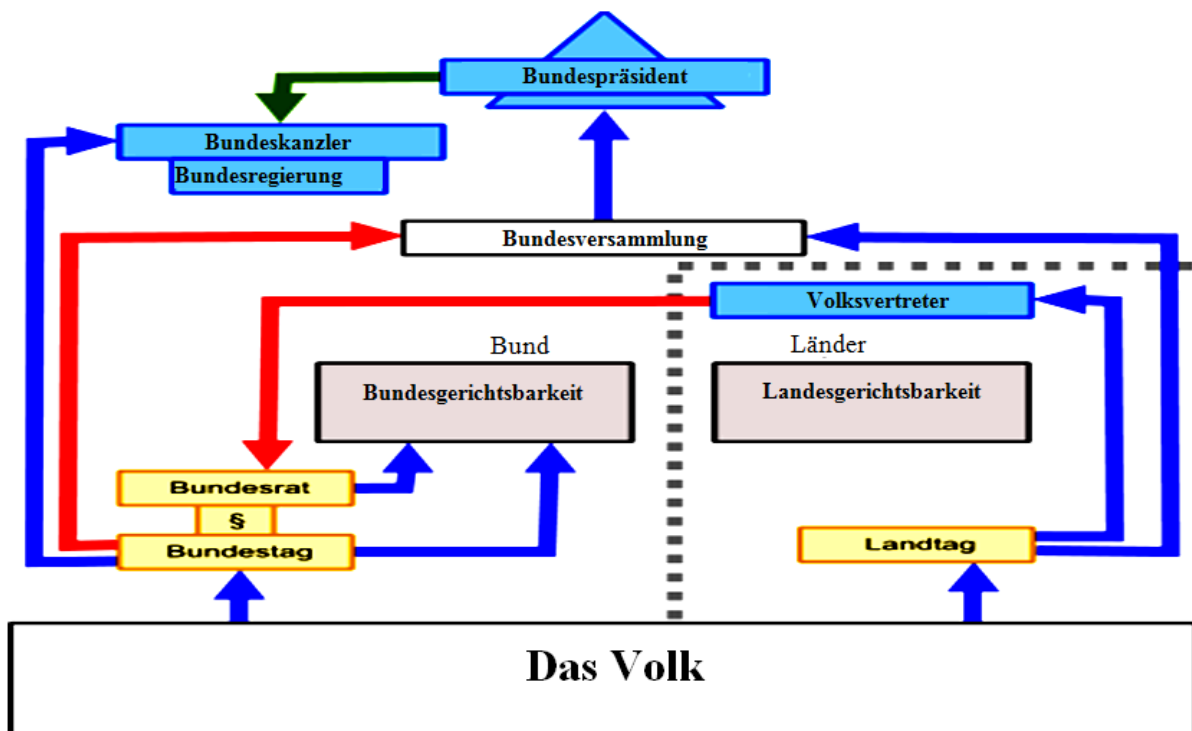 Bundespräsident
Bundeskanzler
Bundesregierung
Bundesversammlung
Volksvertreter
Bund
Länder
Bundesgerichtsbarkeit
Landesgerichtsbarkeit
Bundesrat
§
Bundestag
Landtag
Das Volk